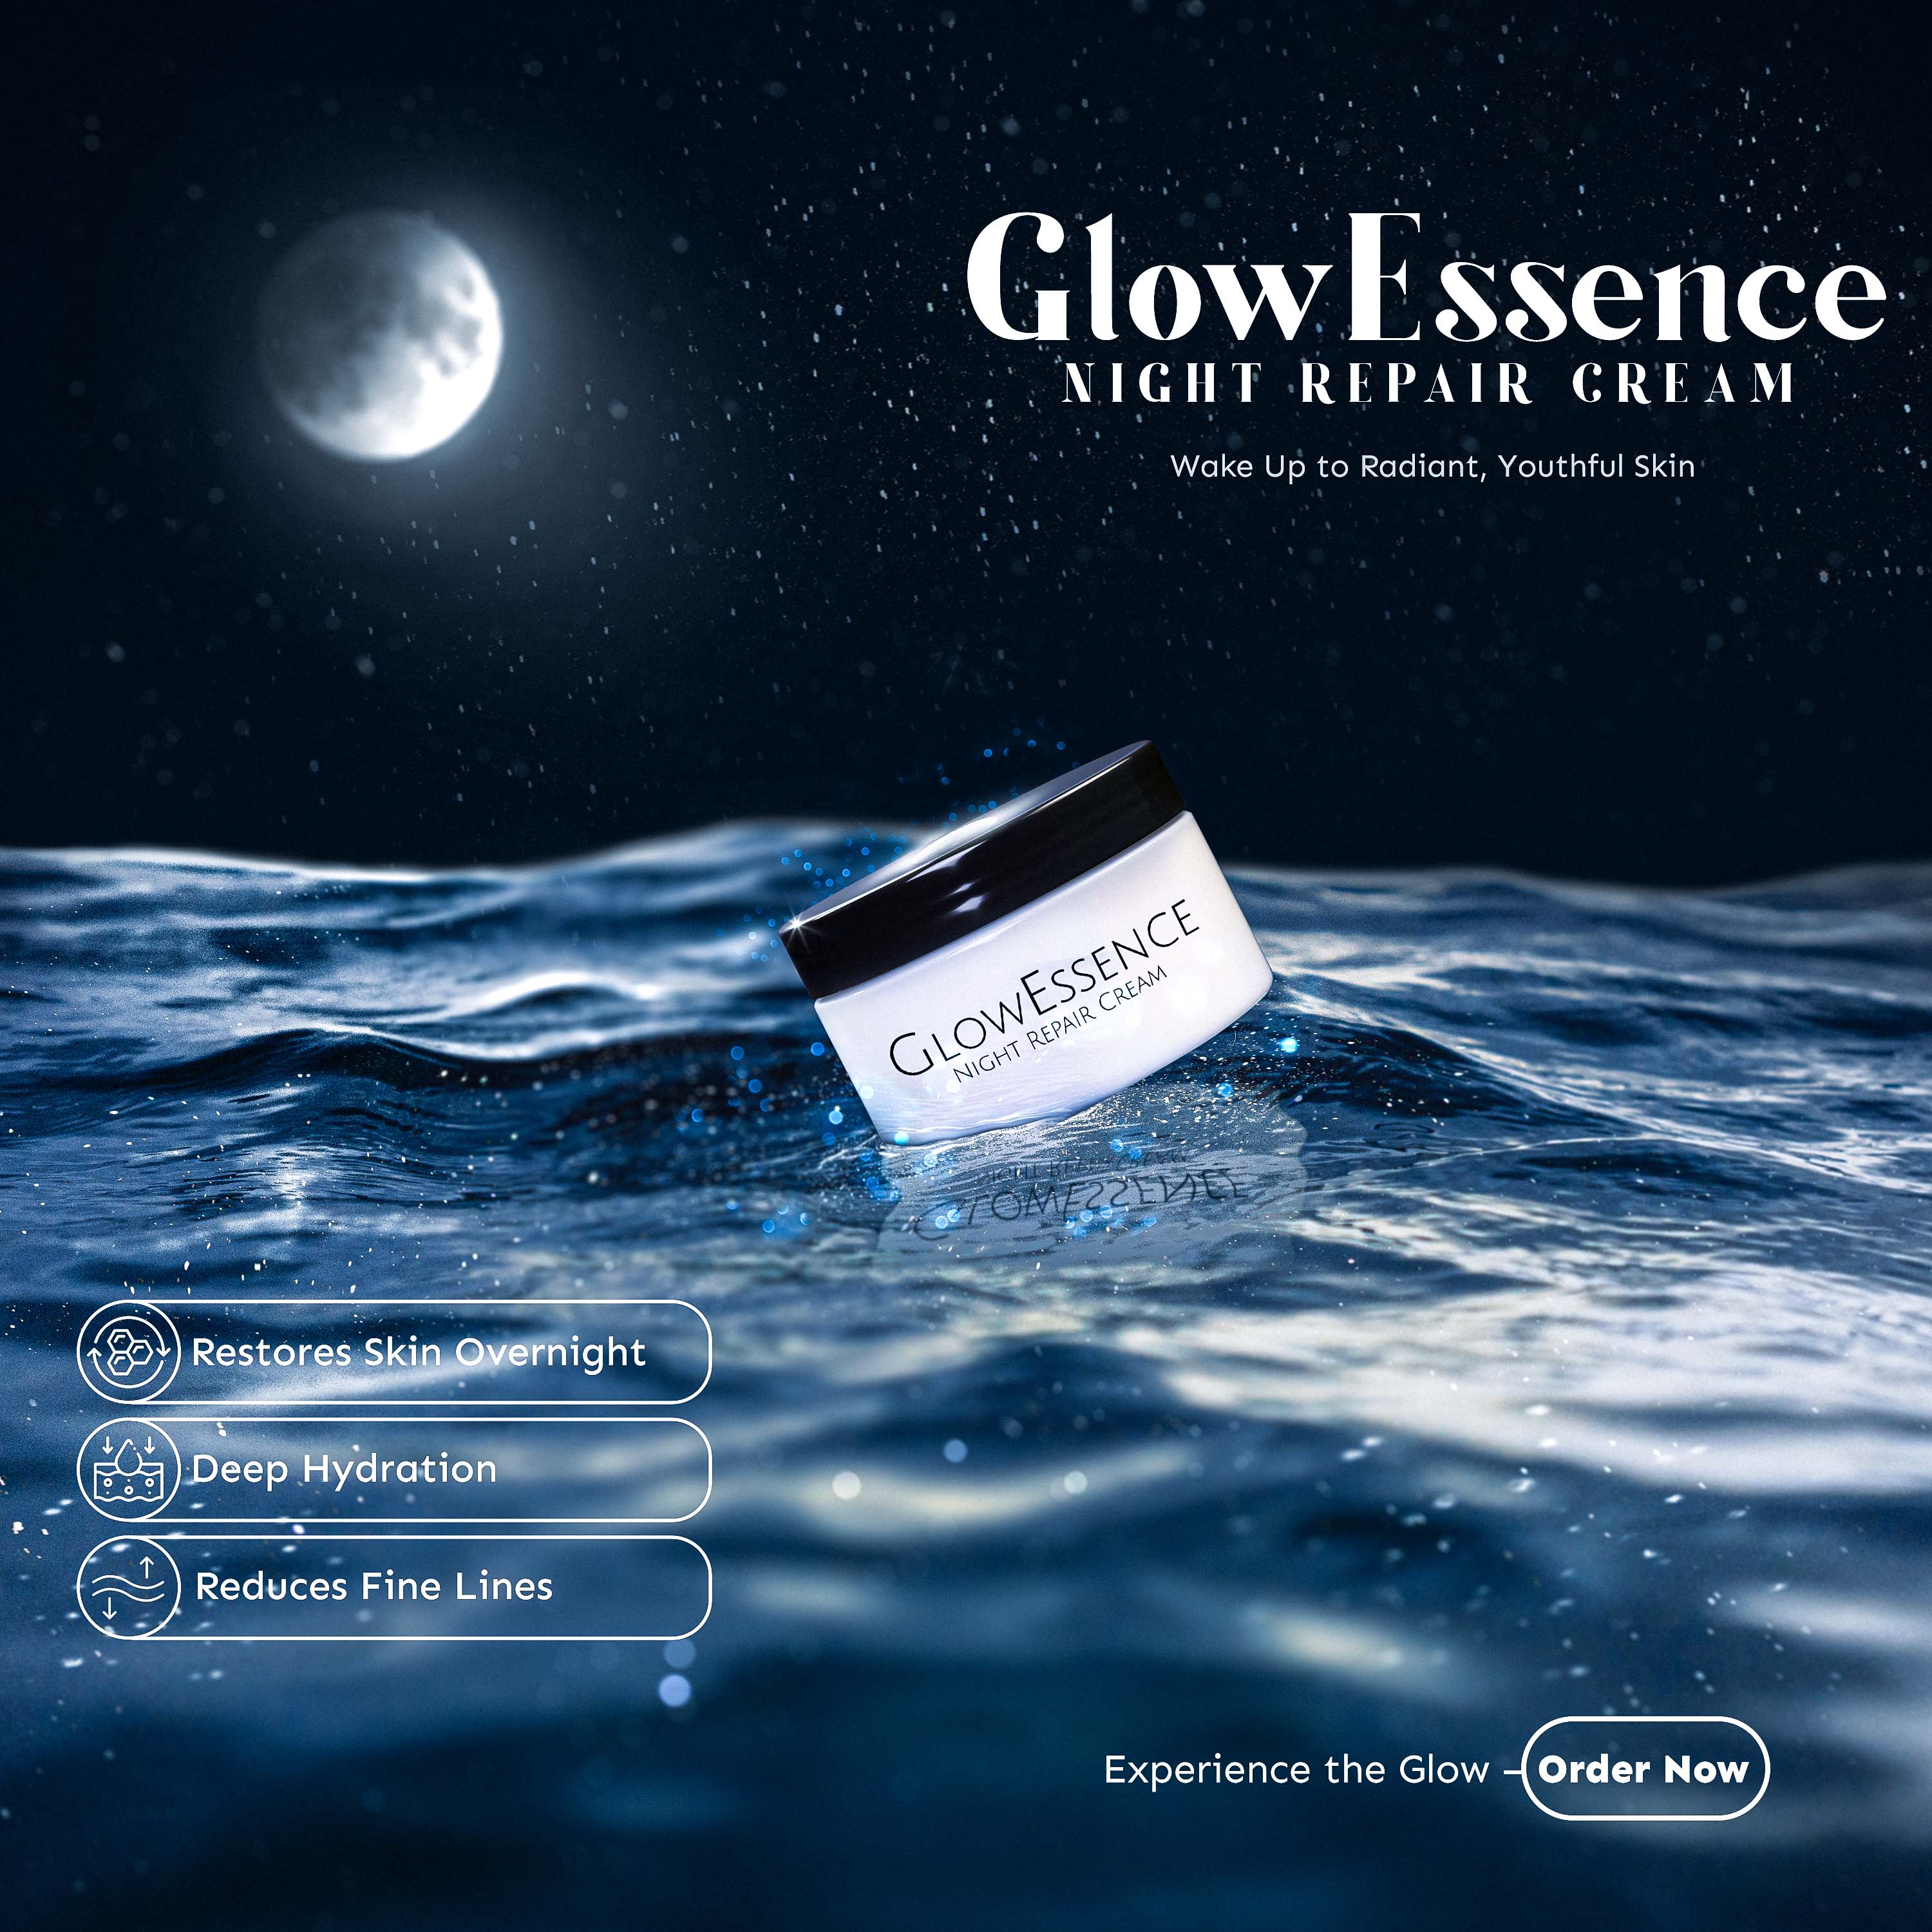 GlowEssence
NIGHT REPAIR CREAM
Wake Up to Radiant, Youthful Skin
GLOWESSENCE
NIGHT REPAIR CREAM
Restores Skin Overnight
Deep Hydration
Reduces Fine Lines
Experience the Glow – Order Now